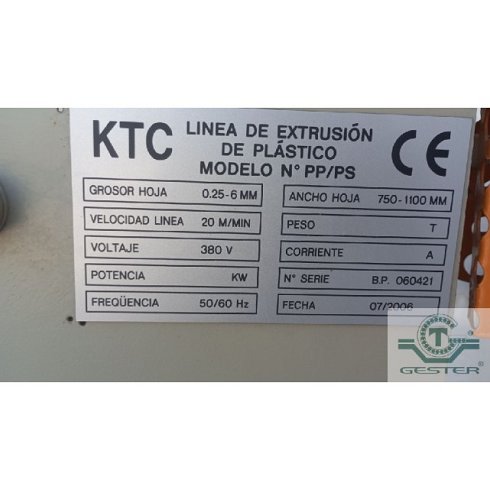 KTC
LINEA DE EXTRUSIÓN
DE PLÁSTICO
MODELO N° PP/PS
CE
GROSOR HOJA 0.25-6 MM
ANCHO HOJA 750-1100 MM
VELOCIDAD LINEA 20 M/MIN
PESO T
VOLTAJE 380 V
CORRIENTE A
POTENCIA KW
N° SERIE B.P. 060421
FREQÜENCIA 50/60 Hz
FECHA 07/2006
T
GESTER®